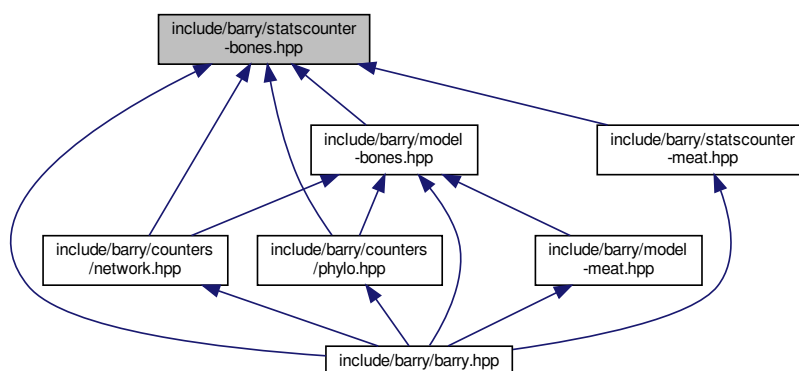 include/barry/statscounter
-bones.hpp
include/barry/model
-bones.hpp
include/barry/statscounter
-meat.hpp
include/barry/counters
/network.hpp
include/barry/counters
/phylo.hpp
include/barry/model
-meat.hpp
include/barry/barry.hpp